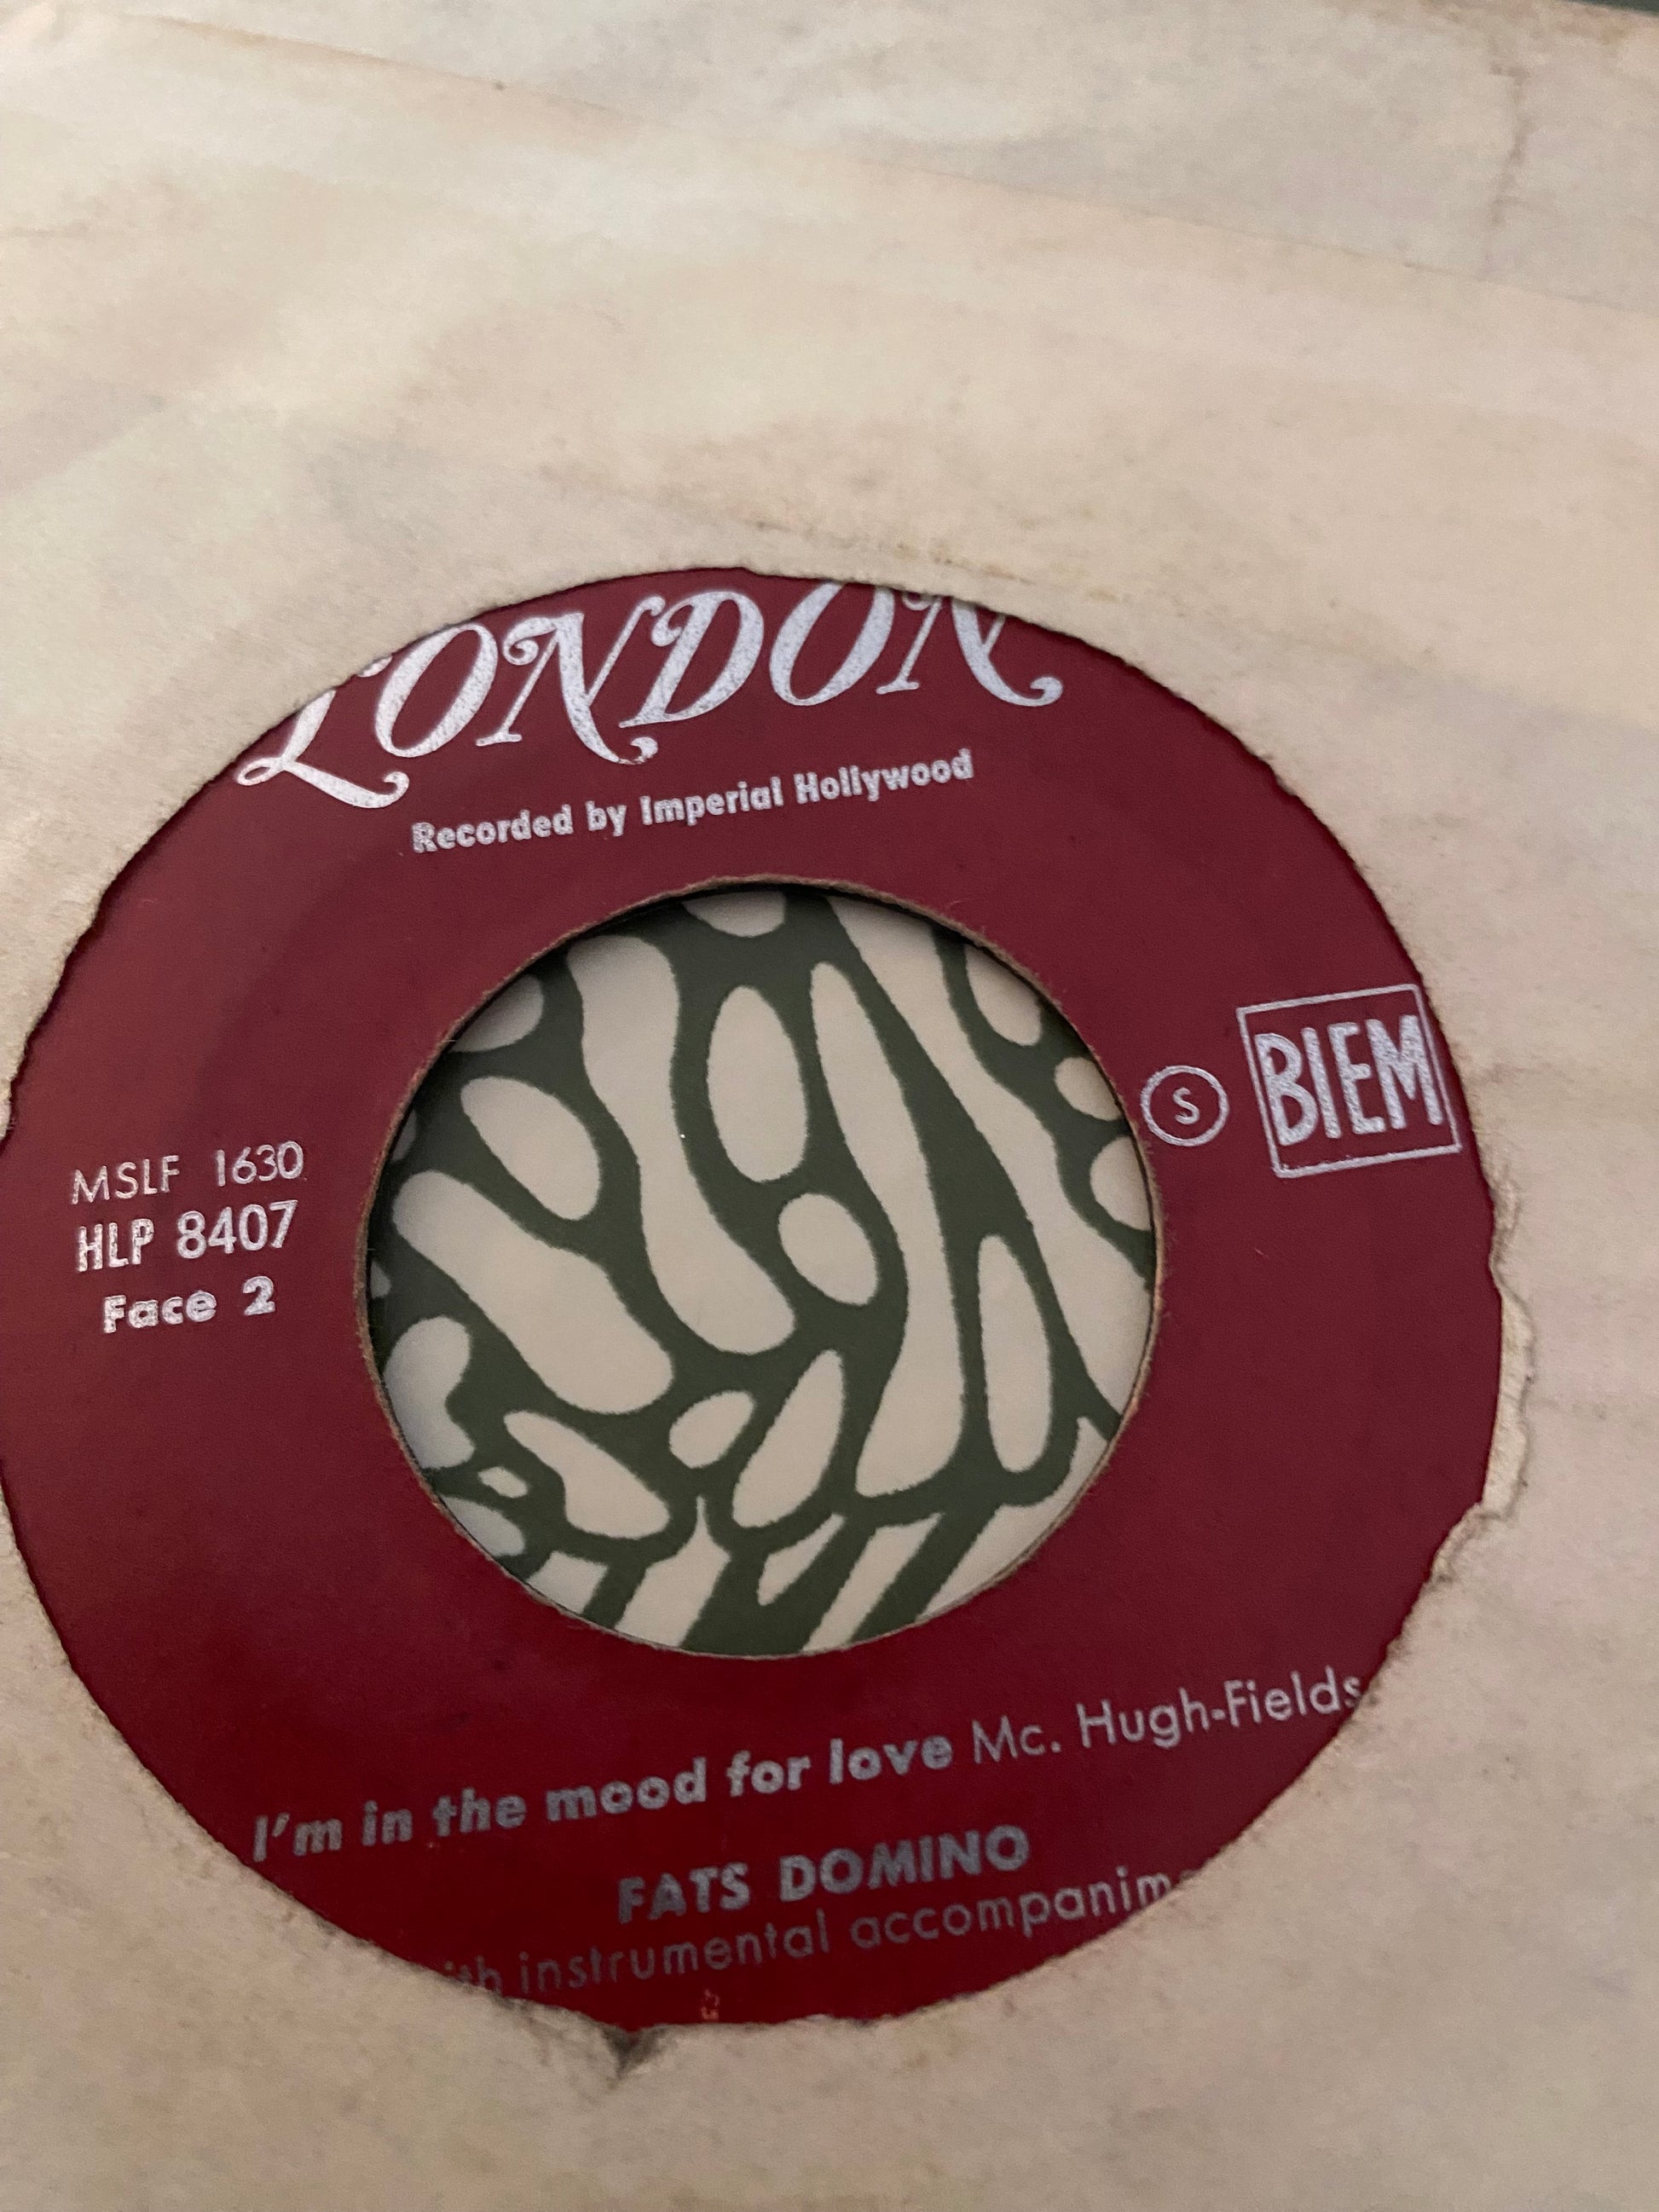 LONDON
Recorded by Imperial Hollywood
S BIEM
MSLF 1630
HLP 8407
Face 2
I'm in the mood for love Mc. Hugh-Fields
FATS DOMINO
instrumental